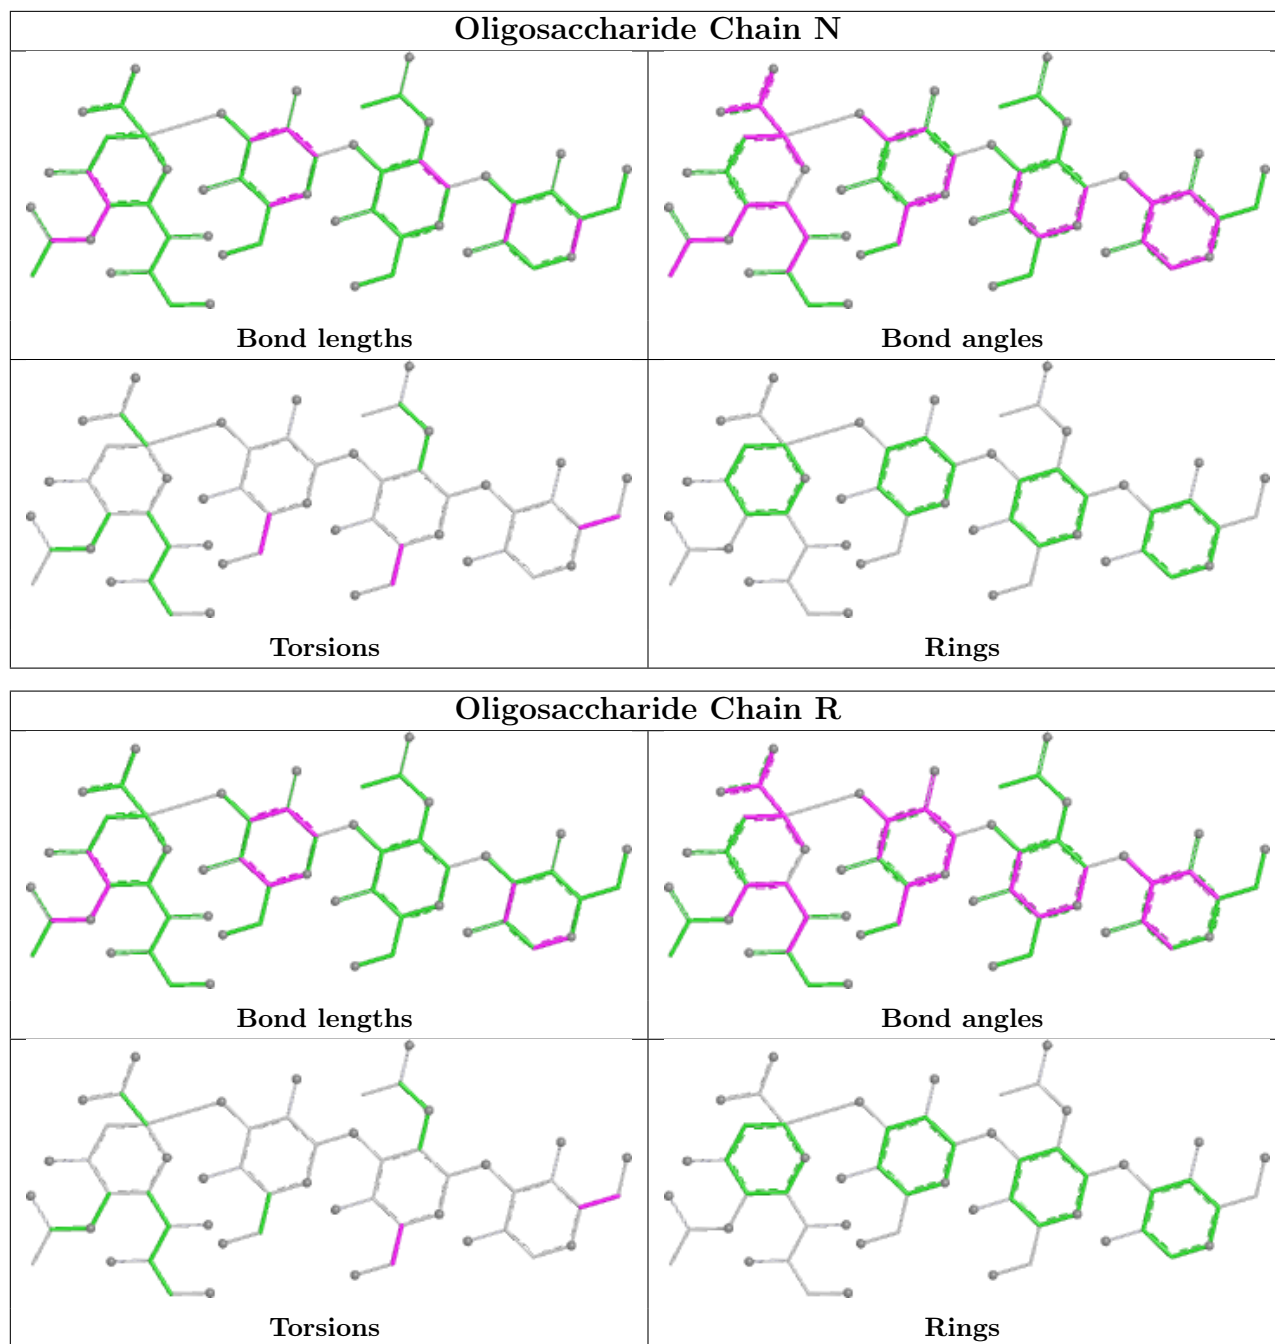 Oligosaccharide Chain N
Bond lengths
Bond angles
Torsions
Rings
Oligosaccharide Chain R
Bond lengths
Bond angles
Torsions
Rings